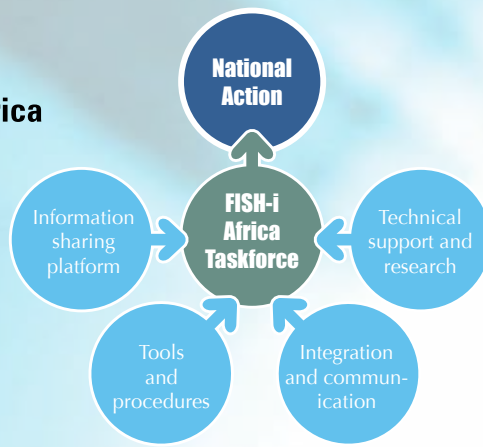 National
Action
rica
FISH-i
Africa
Taskforce
Information
sharing
platform
Technical
support and
research
Tools
and
procedures
Integration
and commun-
ication